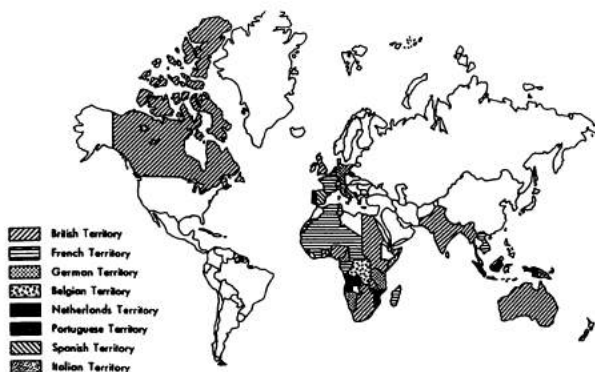 British Territory
French Territory
German Territory
Belgian Territory
Netherlands Territory
Portuguese Territory
Spanish Territory
Italian Territory